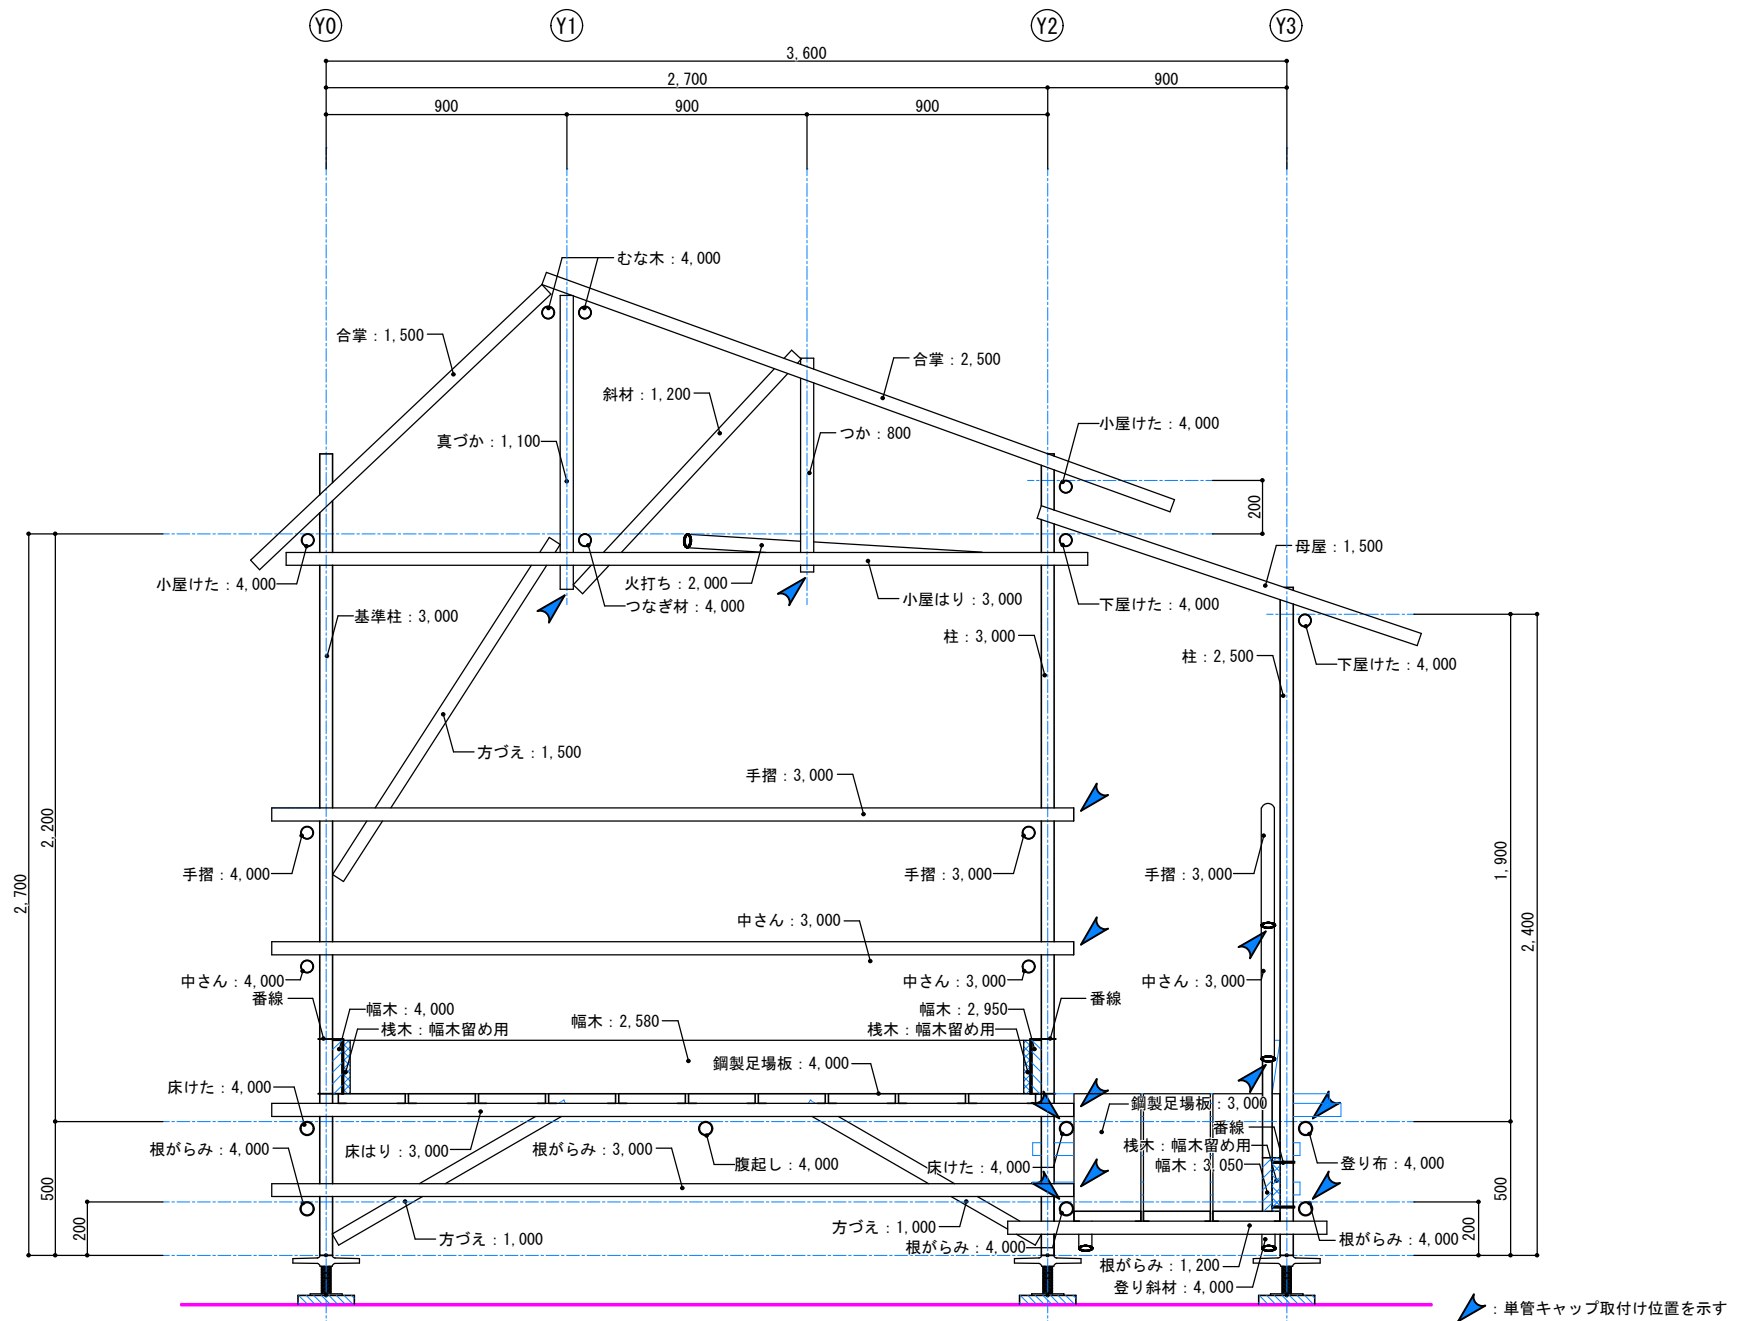 Y0
Y1
Y2
Y3
3,600
2,700
900
900
900
900
むな木：4,000
合掌：1,500
合掌：2,500
斜材：1,200
小屋けた：4,000
つか：800
真づか：1,100
200
母屋：1,500
小屋けた：4,000
火打ち：2,000
小屋はり：3,000
つなぎ材：4,000
下屋けた：4,000
基準柱：3,000
柱：3,000
柱：2,500
下屋けた：4,000
方づえ：1,500
手摺：3,000
2,200
2,700
1,900
2,400
手摺：4,000
手摺：3,000
手摺：3,000
中さん：3,000
中さん：4,000
中さん：3,000
中さん：3,000
番線
番線
幅木：4,000
幅木：2,580
幅木：2,950
桟木：幅木留め用
桟木：幅木留め用
鋼製足場板：4,000
床けた：4,000
鋼製足場板：3,000
番線
根がらみ：4,000
床はり：3,000
根がらみ：3,000
腹起し：4,000
床けた：4,000
桟木：幅木留め用
幅木：3,050
登り布：4,000
500
200
500
200
方づえ：1,000
方づえ：1,000
根がらみ：4,000
根がらみ：4,000
根がらみ：1,200
登り斜材：4,000
：単管キャップ取付け位置を示す